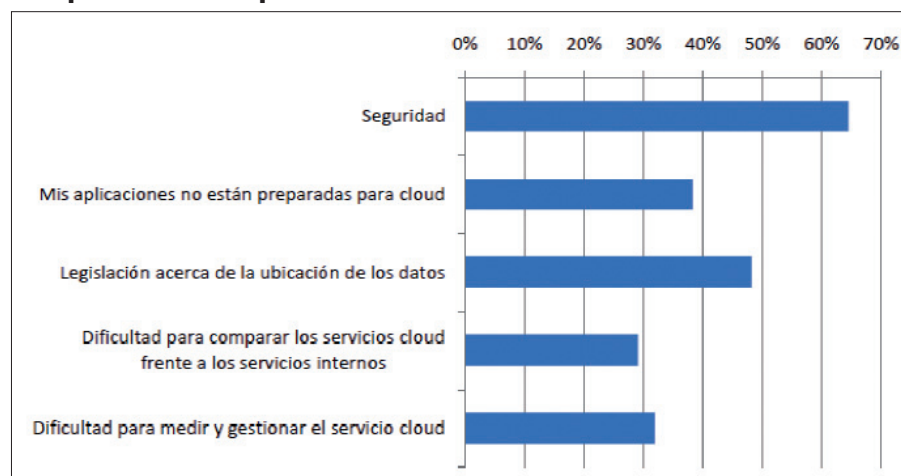 0% 10% 20% 30% 40% 50% 60% 70%
Seguridad
Mis aplicaciones no están preparadas para cloud
Legislación acerca de la ubicación de los datos
Dificultad para comparar los servicios cloud
frente a los servicios internos
Dificultad para medir y gestionar el servicio cloud